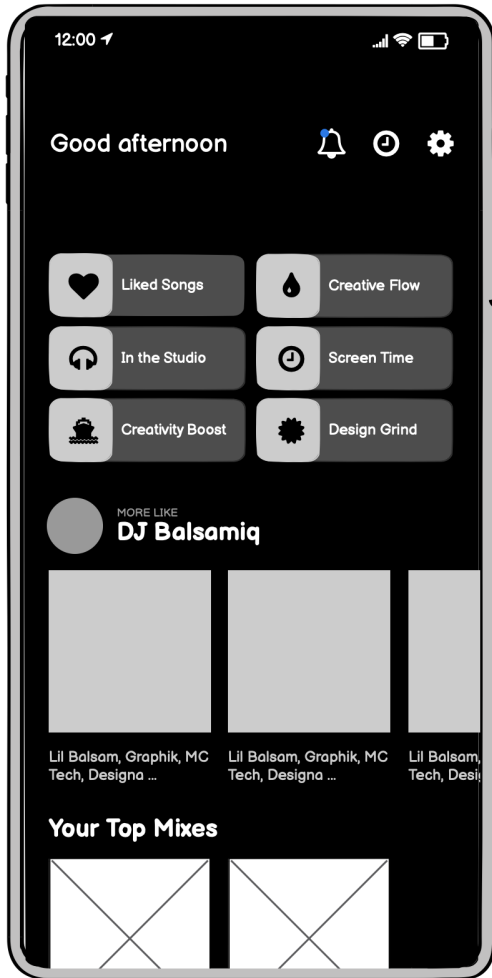 12:00
Good afternoon
Liked Songs
Creative Flow
In the Studio
Screen Time
Creativity Boost
Design Grind
MORE LIKE
DJ Balsamiq
Lil Balsam, Graphik, MC
Tech, Designa ...
Lil Balsam, Graphik, MC
Tech, Designa ...
Lil Balsam,
Tech, Desig
Your Top Mixes